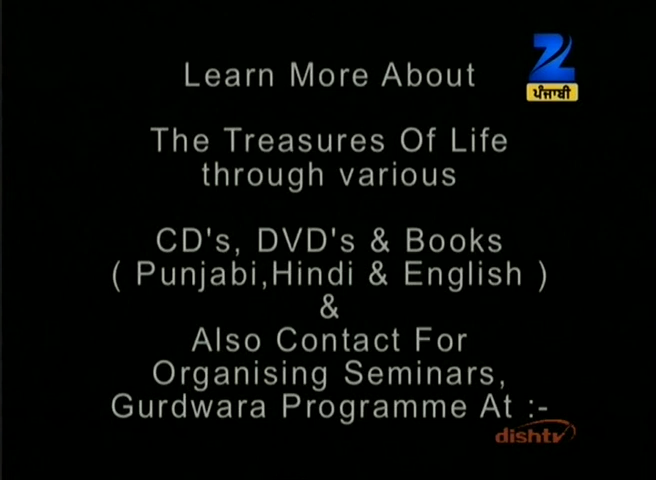 Learn More About
Z
ਪੰਜਾਬੀ
The Treasures Of Life
through various
CD's, DVD's & Books
( Punjabi,Hindi & English )
&
Also Contact For
Organising Seminars,
Gurdwara Programme At :-
dishtv